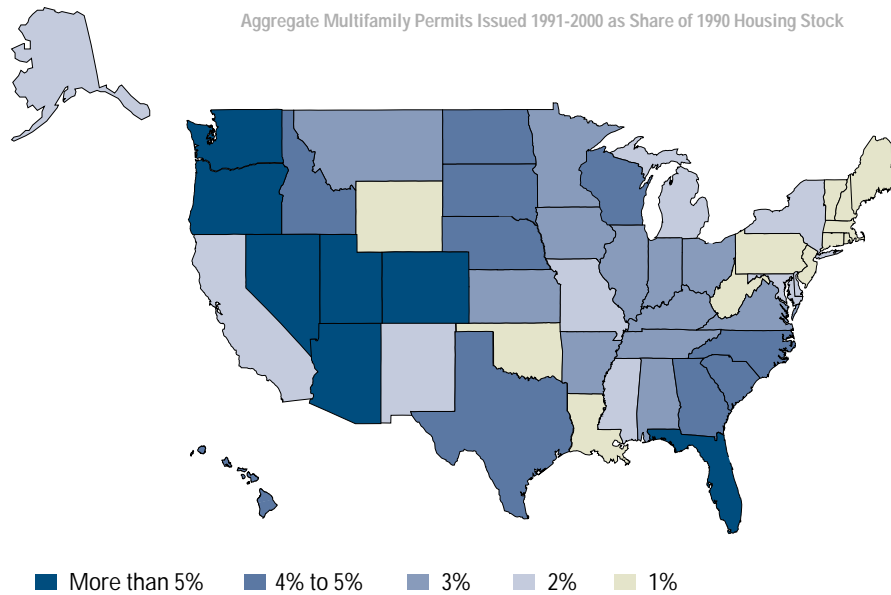 Aggregate Multifamily Permits Issued 1991-2000 as Share of 1990 Housing Stock
More than 5% 4% to 5% 3% 2% 1%